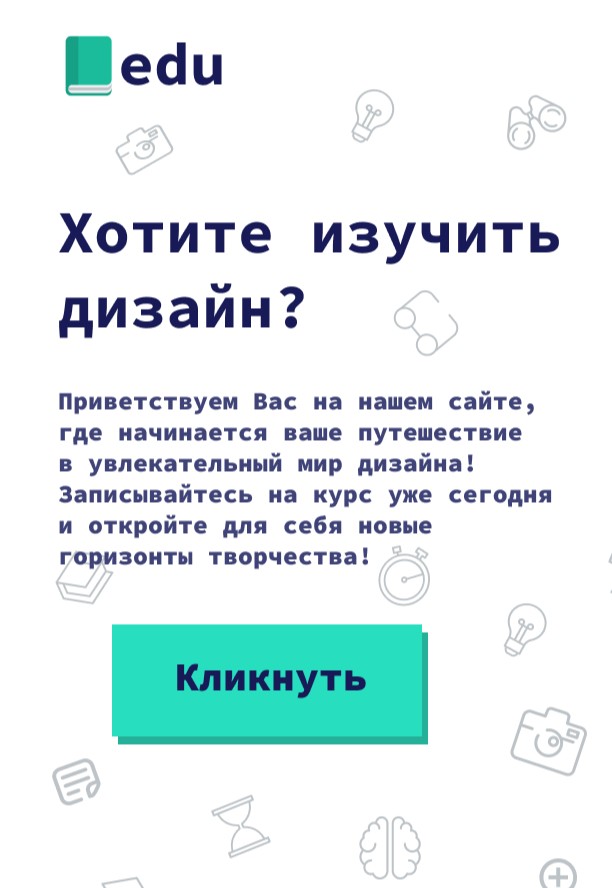 edu
Хотите изучить
дизайн?
Приветствуем Вас на нашем сайте,
где начинается ваше путешествие
в увлекательный мир дизайна!
Записывайтесь на курс уже сегодня
и откройте для себя новые
горизонты творчества!
Кликнуть